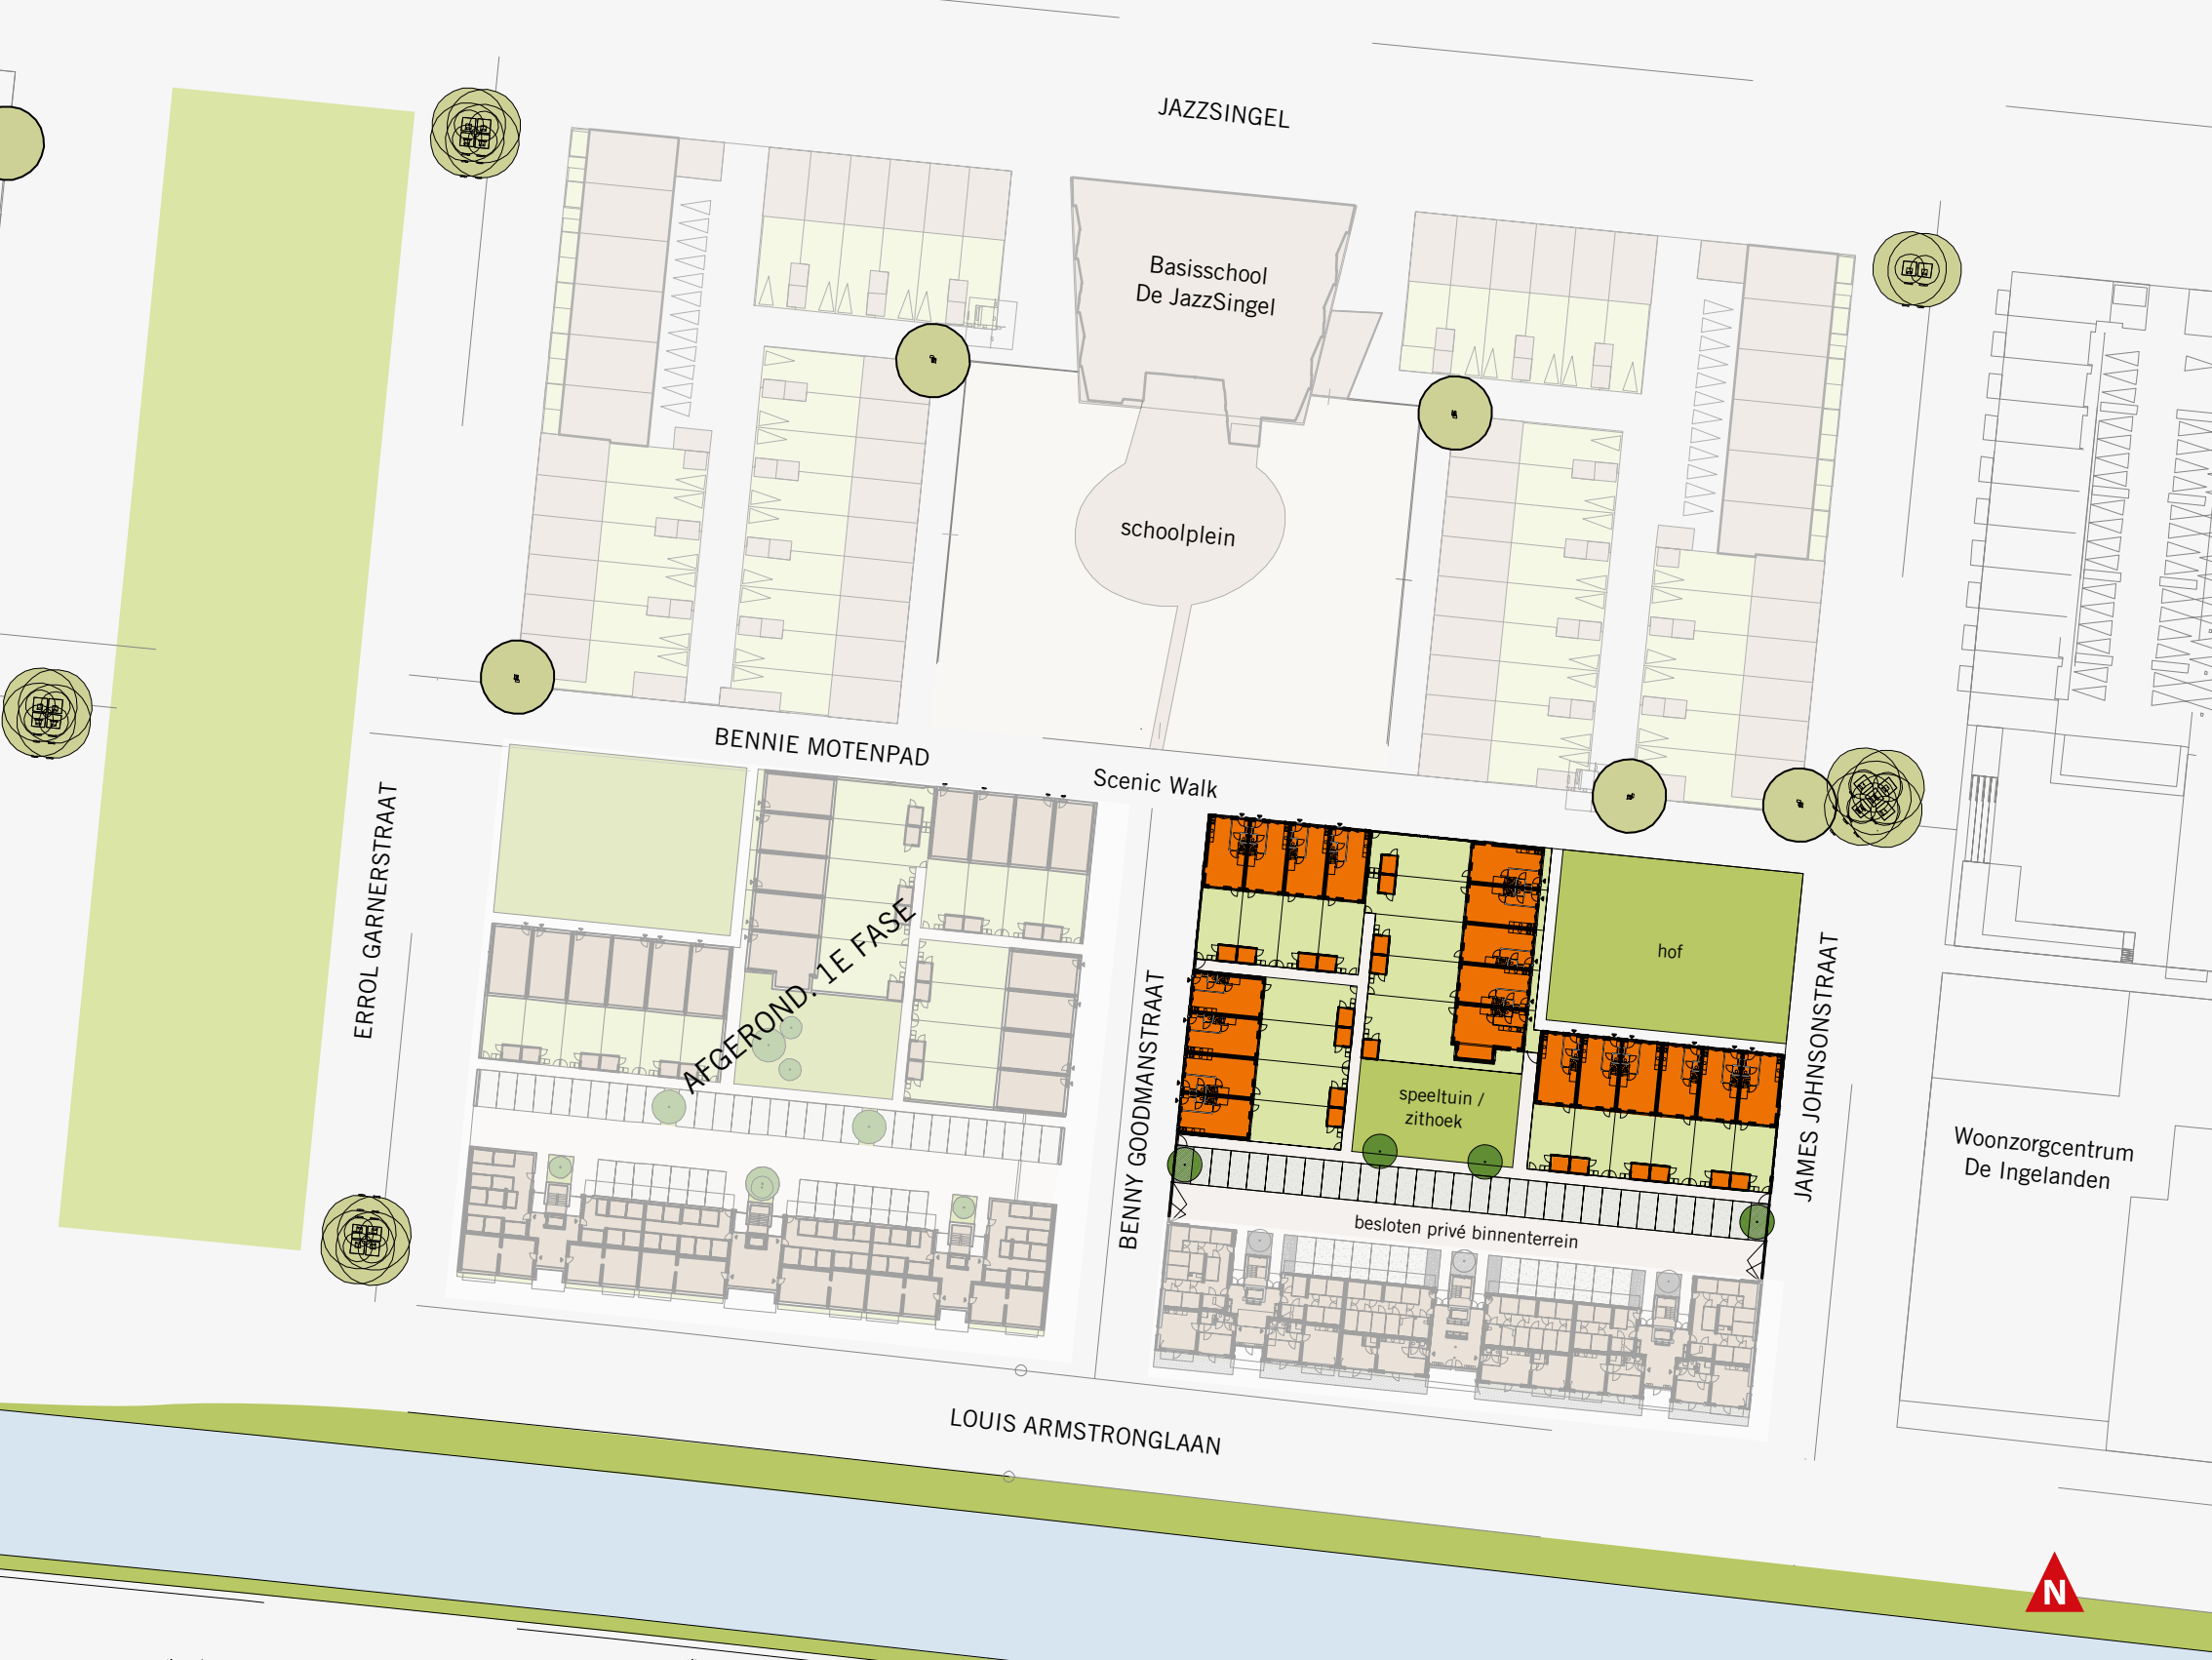 JAZZSINGEL
Basisschool
De JazzSingel
schoolplein
BENNIE MOTENPAD
Scenic Walk
ERROL GARNERSTRAAT
AFGEROND. 1E FASE
BENNY GOODMANSTRAAT
hof
speeltuin /
zithoek
JAMES JOHNSONSTRAAT
Woonzorgcentrum
De Ingelanden
besloten privé binnenterrein
LOUIS ARMSTRONGLAAN
N